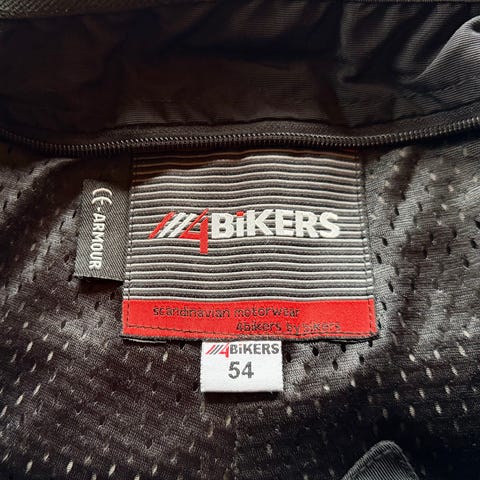 ///4BiKERS
scandinavian motorwear
4bikers by bikers
CE-ARMOUR
///4BiKERS
54